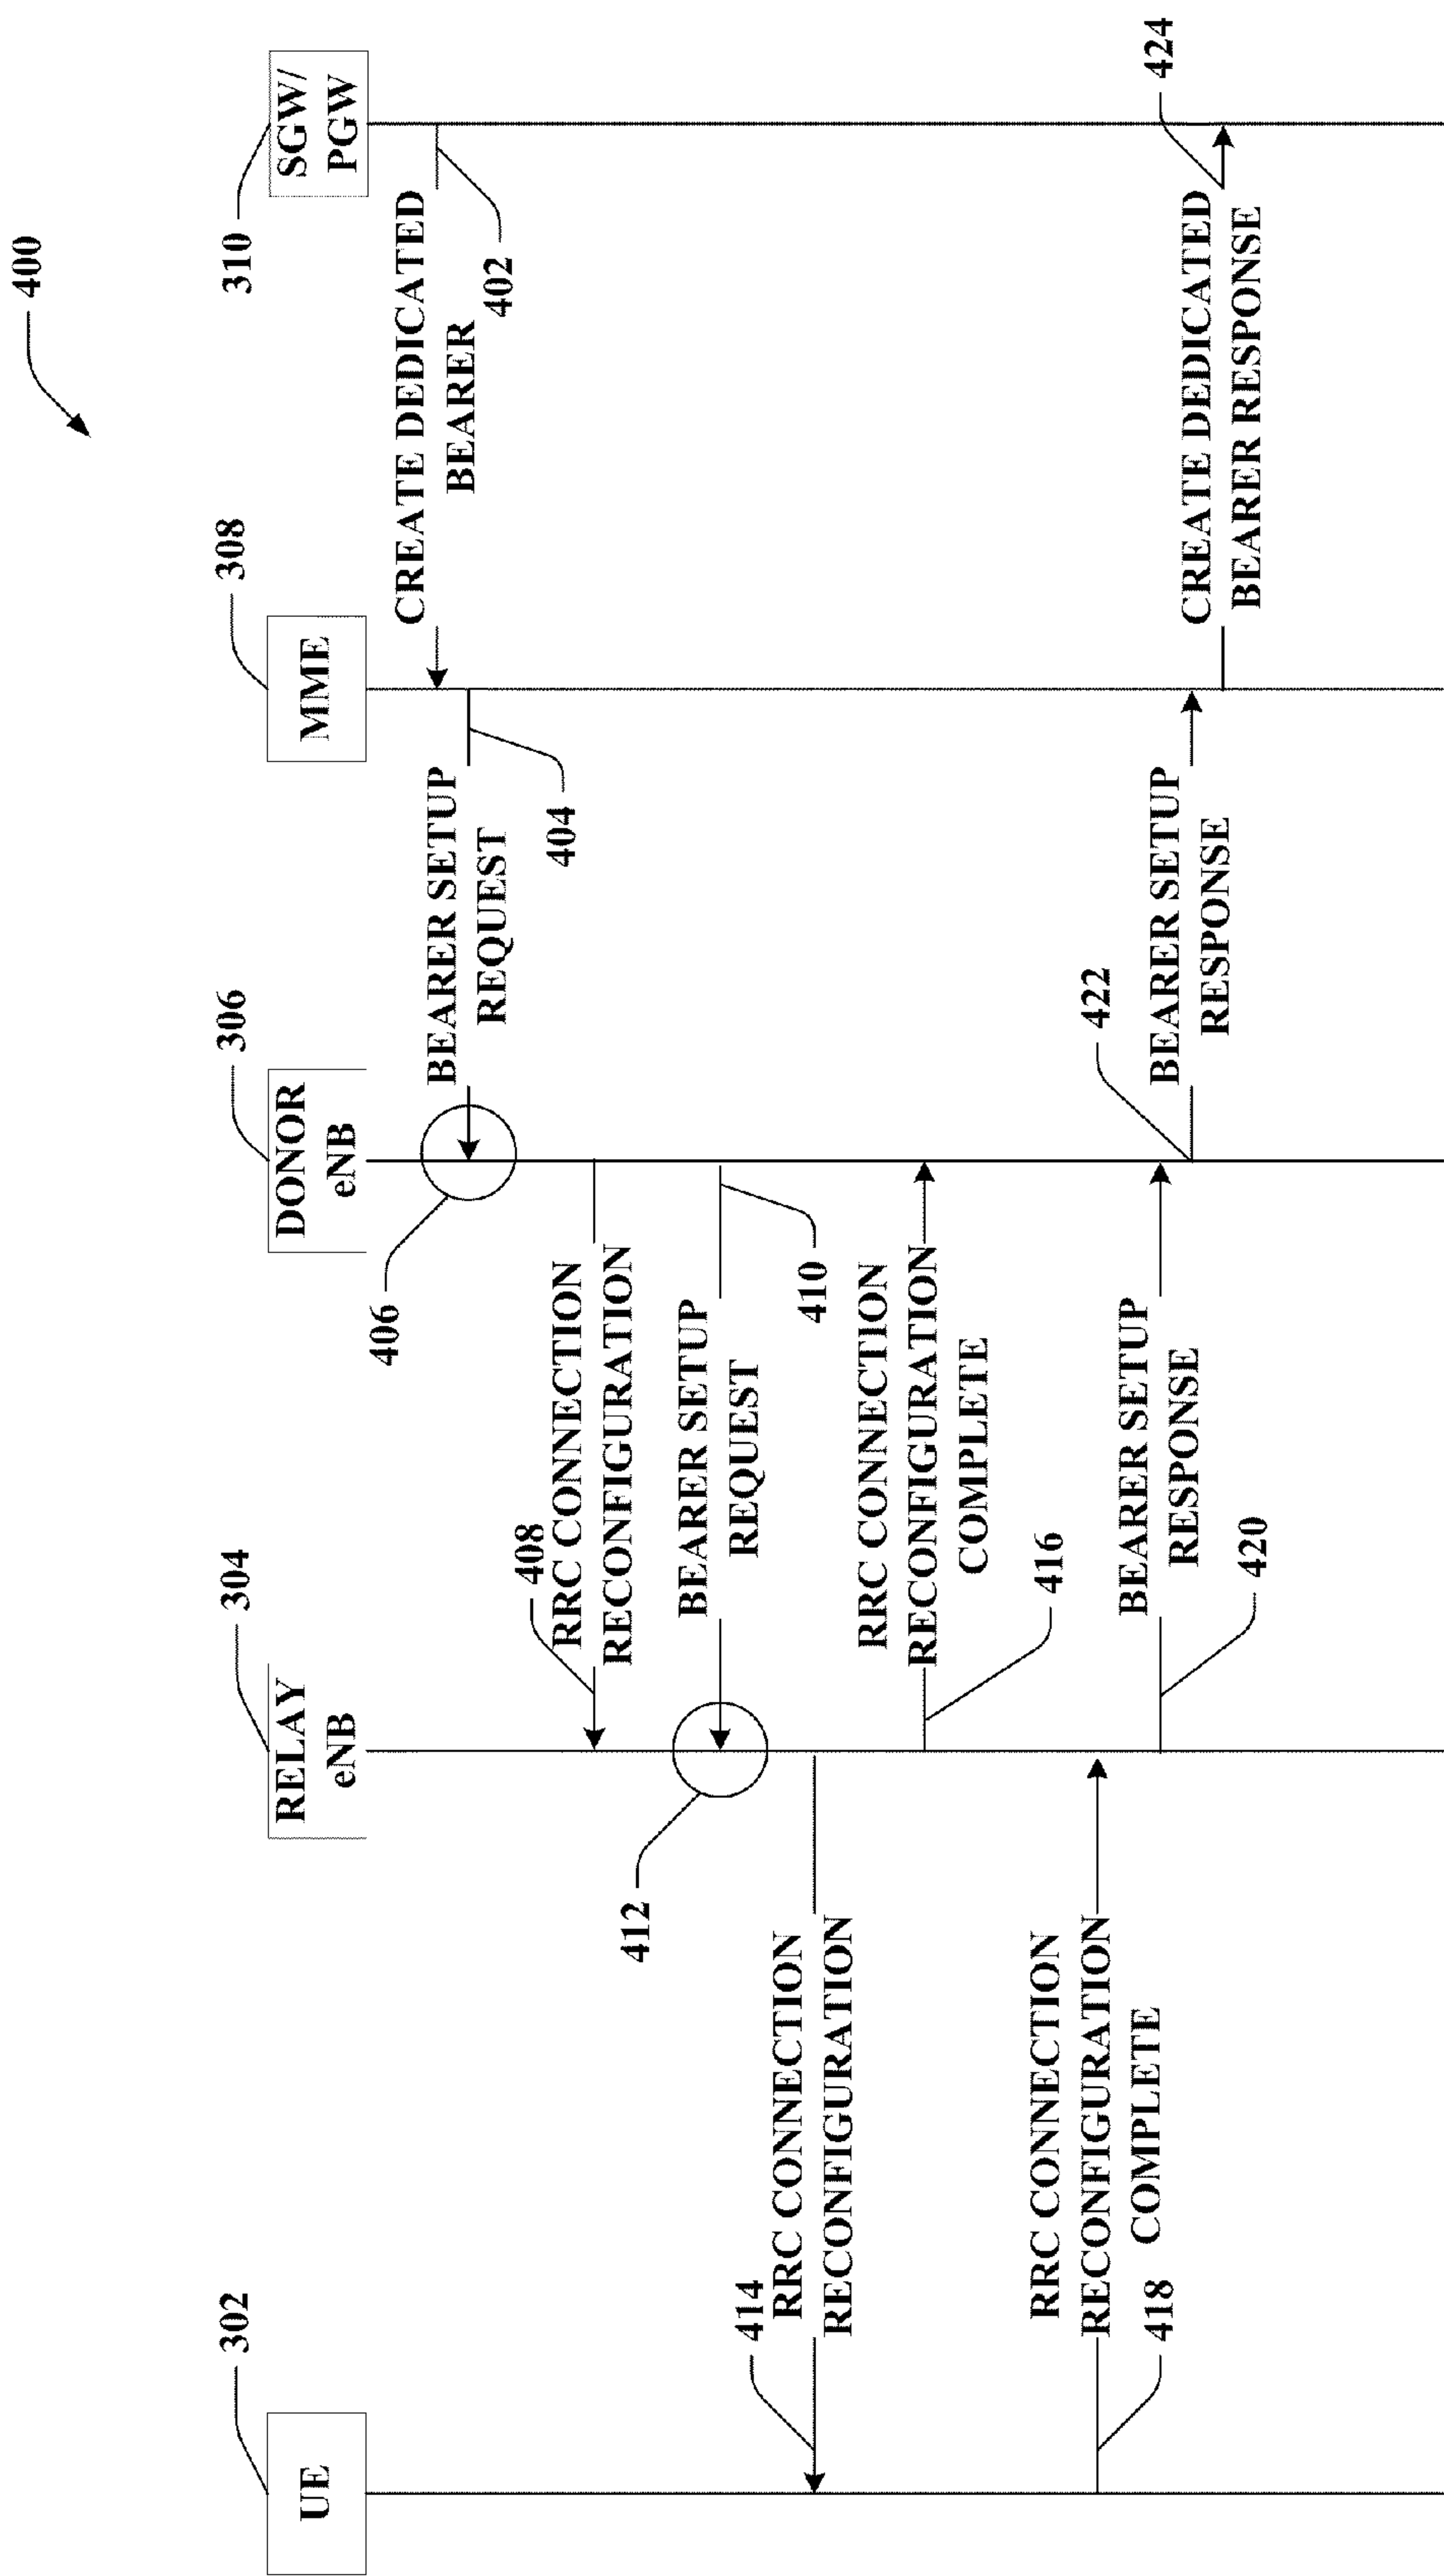 400
302
304
306
308
310
UE
RELAY
eNB
DONOR
eNB
MME
SGW/
PGW
CREATE DEDICATED
BEARER
402
BEARER SETUP
REQUEST
404
406
408
RRC CONNECTION
RECONFIGURATION
BEARER SETUP
REQUEST
410
412
414
RRC CONNECTION
RECONFIGURATION
RRC CONNECTION
RECONFIGURATION
COMPLETE
416
RRC CONNECTION
RECONFIGURATION
COMPLETE
418
BEARER SETUP
RESPONSE
420
422
BEARER SETUP
RESPONSE
424
CREATE DEDICATED
BEARER RESPONSE